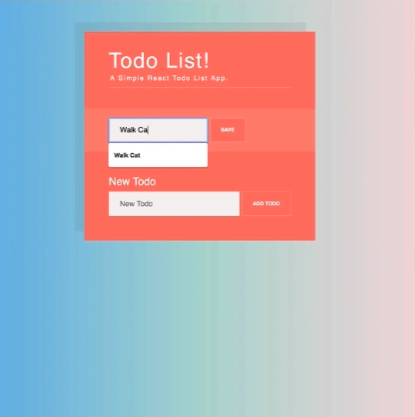 Todo List!
A Simple React Todo List App.
Walk Ca
SAVE
Walk Cat
New Todo
New Todo
ADD TODO